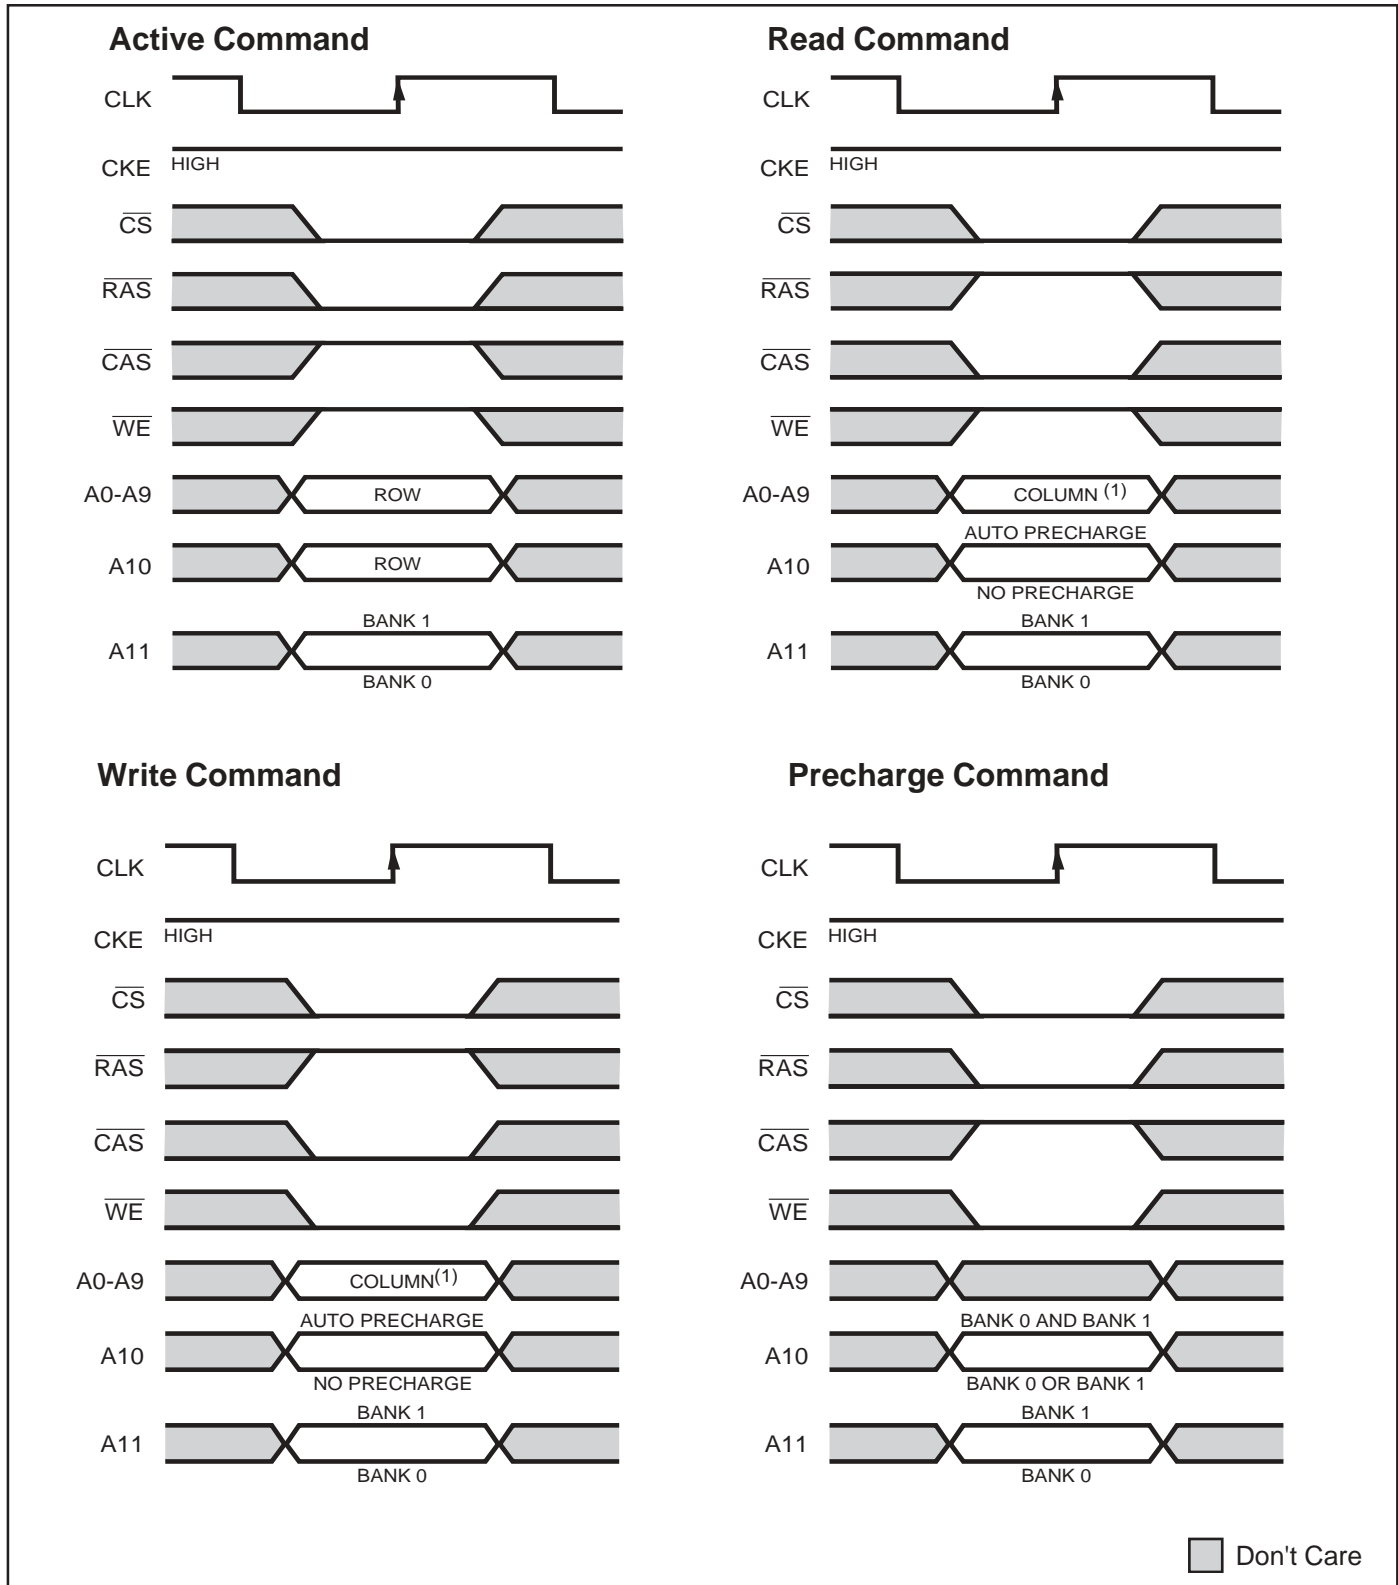 Active Command
CLK
CKE HIGH
CS
RAS
CAS
WE
A0-A9 ROW
A10 ROW
BANK 1
A11
BANK 0
Read Command
CLK
CKE HIGH
CS
RAS
CAS
WE
A0-A9 COLUMN (1)
AUTO PRECHARGE
A10
NO PRECHARGE
BANK 1
A11
BANK 0
Write Command
CLK
CKE HIGH
CS
RAS
CAS
WE
A0-A9 COLUMN(1)
AUTO PRECHARGE
A10
NO PRECHARGE
BANK 1
A11
BANK 0
Precharge Command
CLK
CKE HIGH
CS
RAS
CAS
WE
A0-A9
BANK 0 AND BANK 1
A10
BANK 0 OR BANK 1
BANK 1
A11
BANK 0
Don't Care